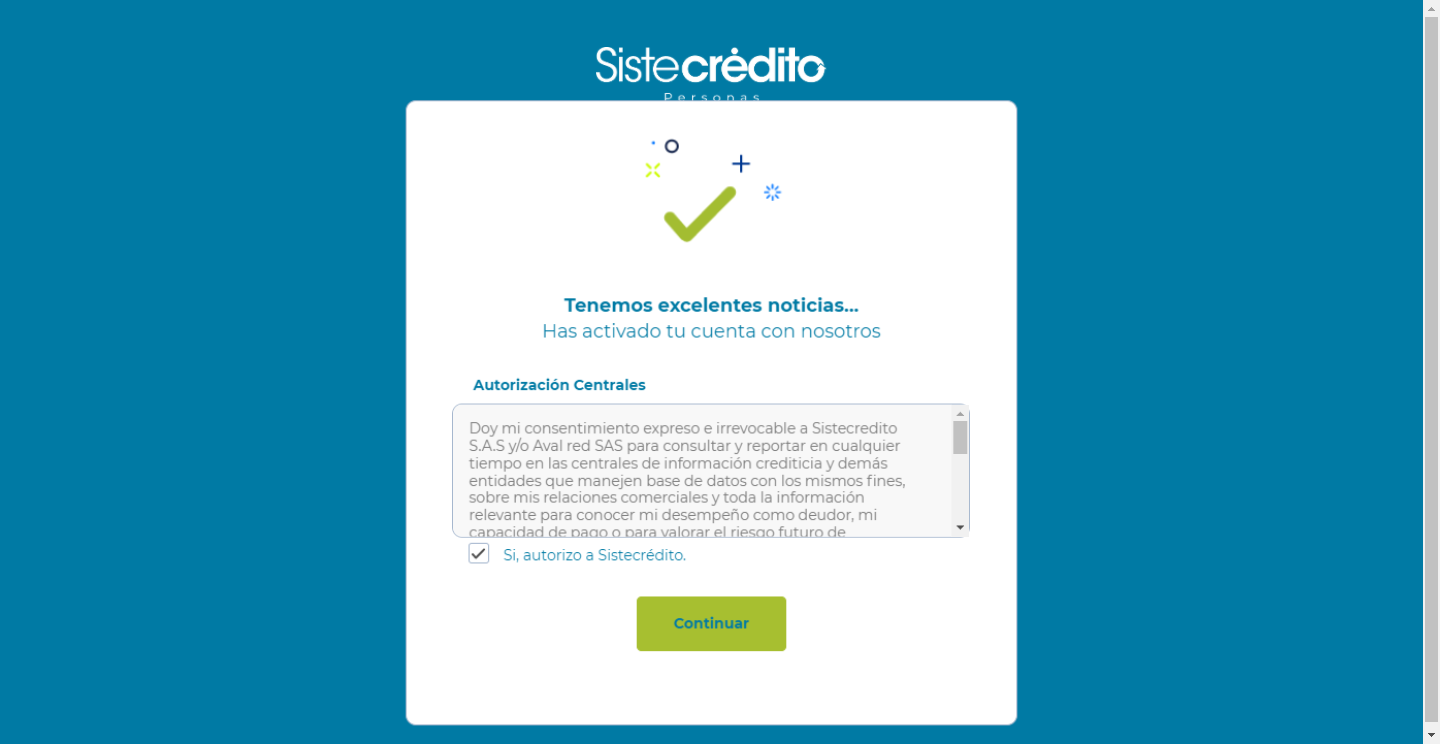 Sistecrédito
Personas
Tenemos excelentes noticias...
Has activado tu cuenta con nosotros
Autorización Centrales
Doy mi consentimiento expreso e irrevocable a Sistecredito
S.A.S y/o Aval red SAS para consultar y reportar en cualquier
tiempo en las centrales de información crediticia y demás
entidades que manejen base de datos con los mismos fines,
sobre mis relaciones comerciales y toda la información
relevante para conocer mi desempeño como deudor, mi
capacidad de pago o para valorar el riesgo futuro de
Si, autorizo a Sistecrédito.
Continuar